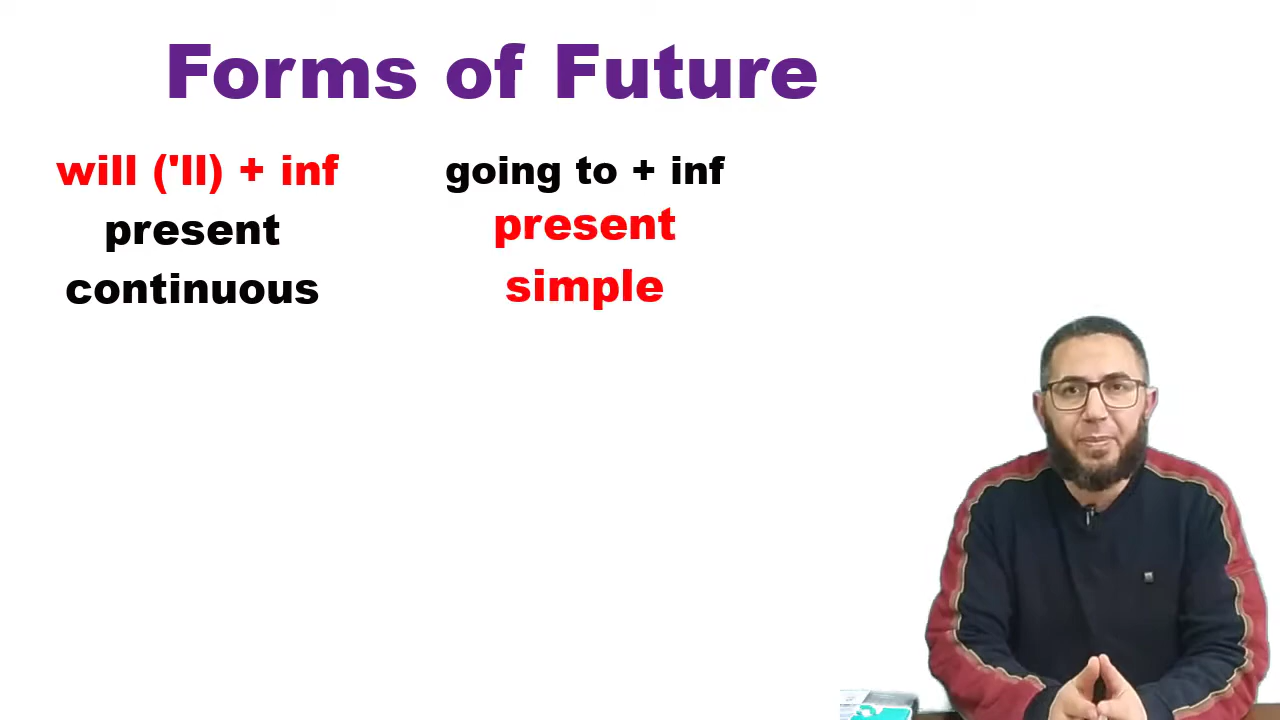 Forms of Future
will ('ll) + inf
going to + inf
present
continuous
present
simple